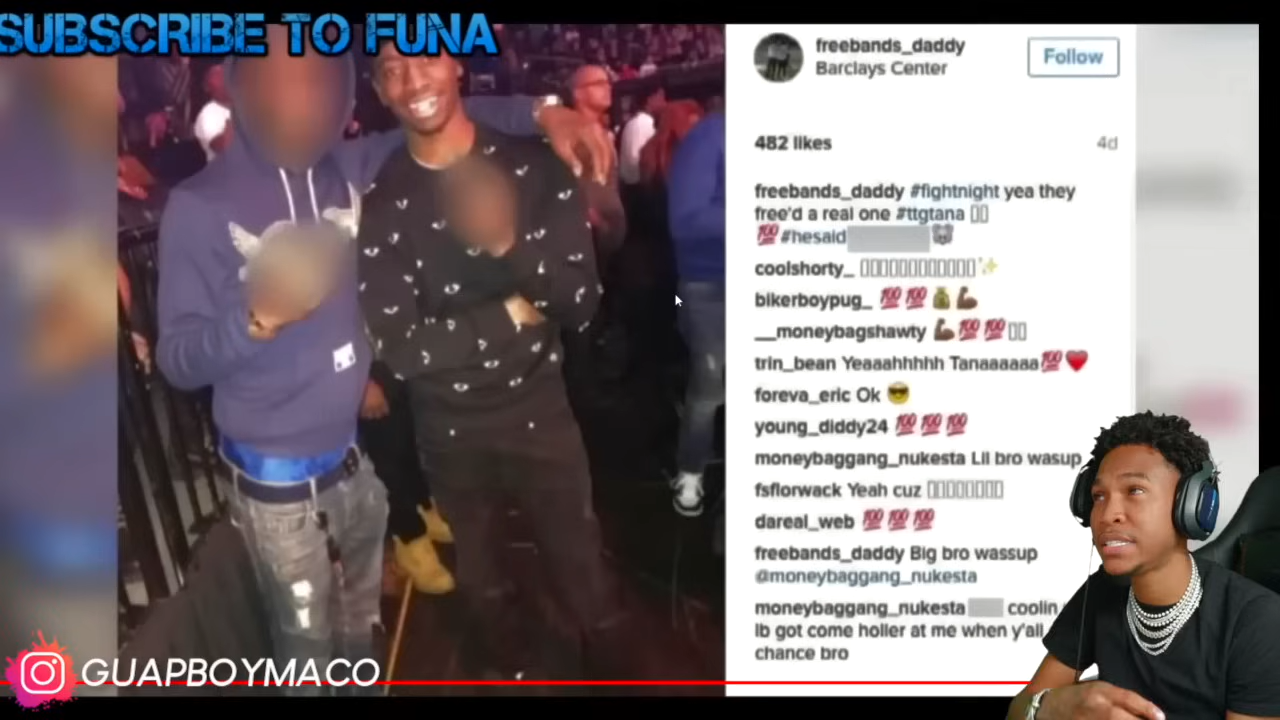 SUBSCRIBE TO FUNA
freebands_daddy
Barclays Center
Follow
482 likes
4d
freebands_daddy #fightnight yea they
free'd a real one #ttgtana
💯#hesaid 🐻
coolshorty_ ✨
bikerboypug_ 💯💯💰💪🏾
__moneybagshawty 💪🏾💯💯
trin_bean Yeaaahhhhh Tanaaaaaa💯❤️
foreva_eric Ok 😎
young_diddy24 💯💯💯
moneybaggang_nukesta Lil bro wasup
fsflorwack Yeah cuz
dareal_web 💯💯💯
freebands_daddy Big bro wassup
@moneybaggang_nukesta
moneybaggang_nukesta coolin
lb got come holler at me when y'all
chance bro
GUAPBOYMACO